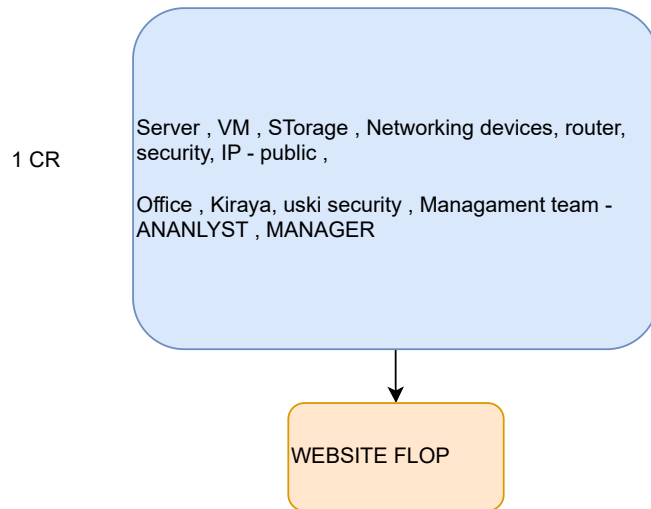 1 CR
Server , VM , STorage , Networking devices, router,
security, IP - public ,
Office , Kiraya, uski security , Managament team -
ANANLYST , MANAGER
WEBSITE FLOP